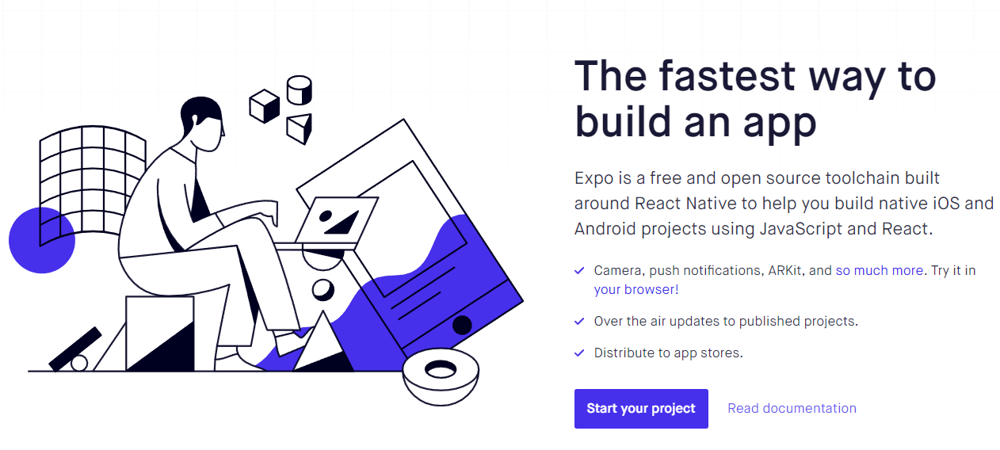 The fastest way to
build an app
Expo is a free and open source toolchain built
around React Native to help you build native iOS and
Android projects using JavaScript and React.
Camera, push notifications, ARKit, and so much more. Try it in
your browser!
Over the air updates to published projects.
Distribute to app stores.
Start your project
Read documentation